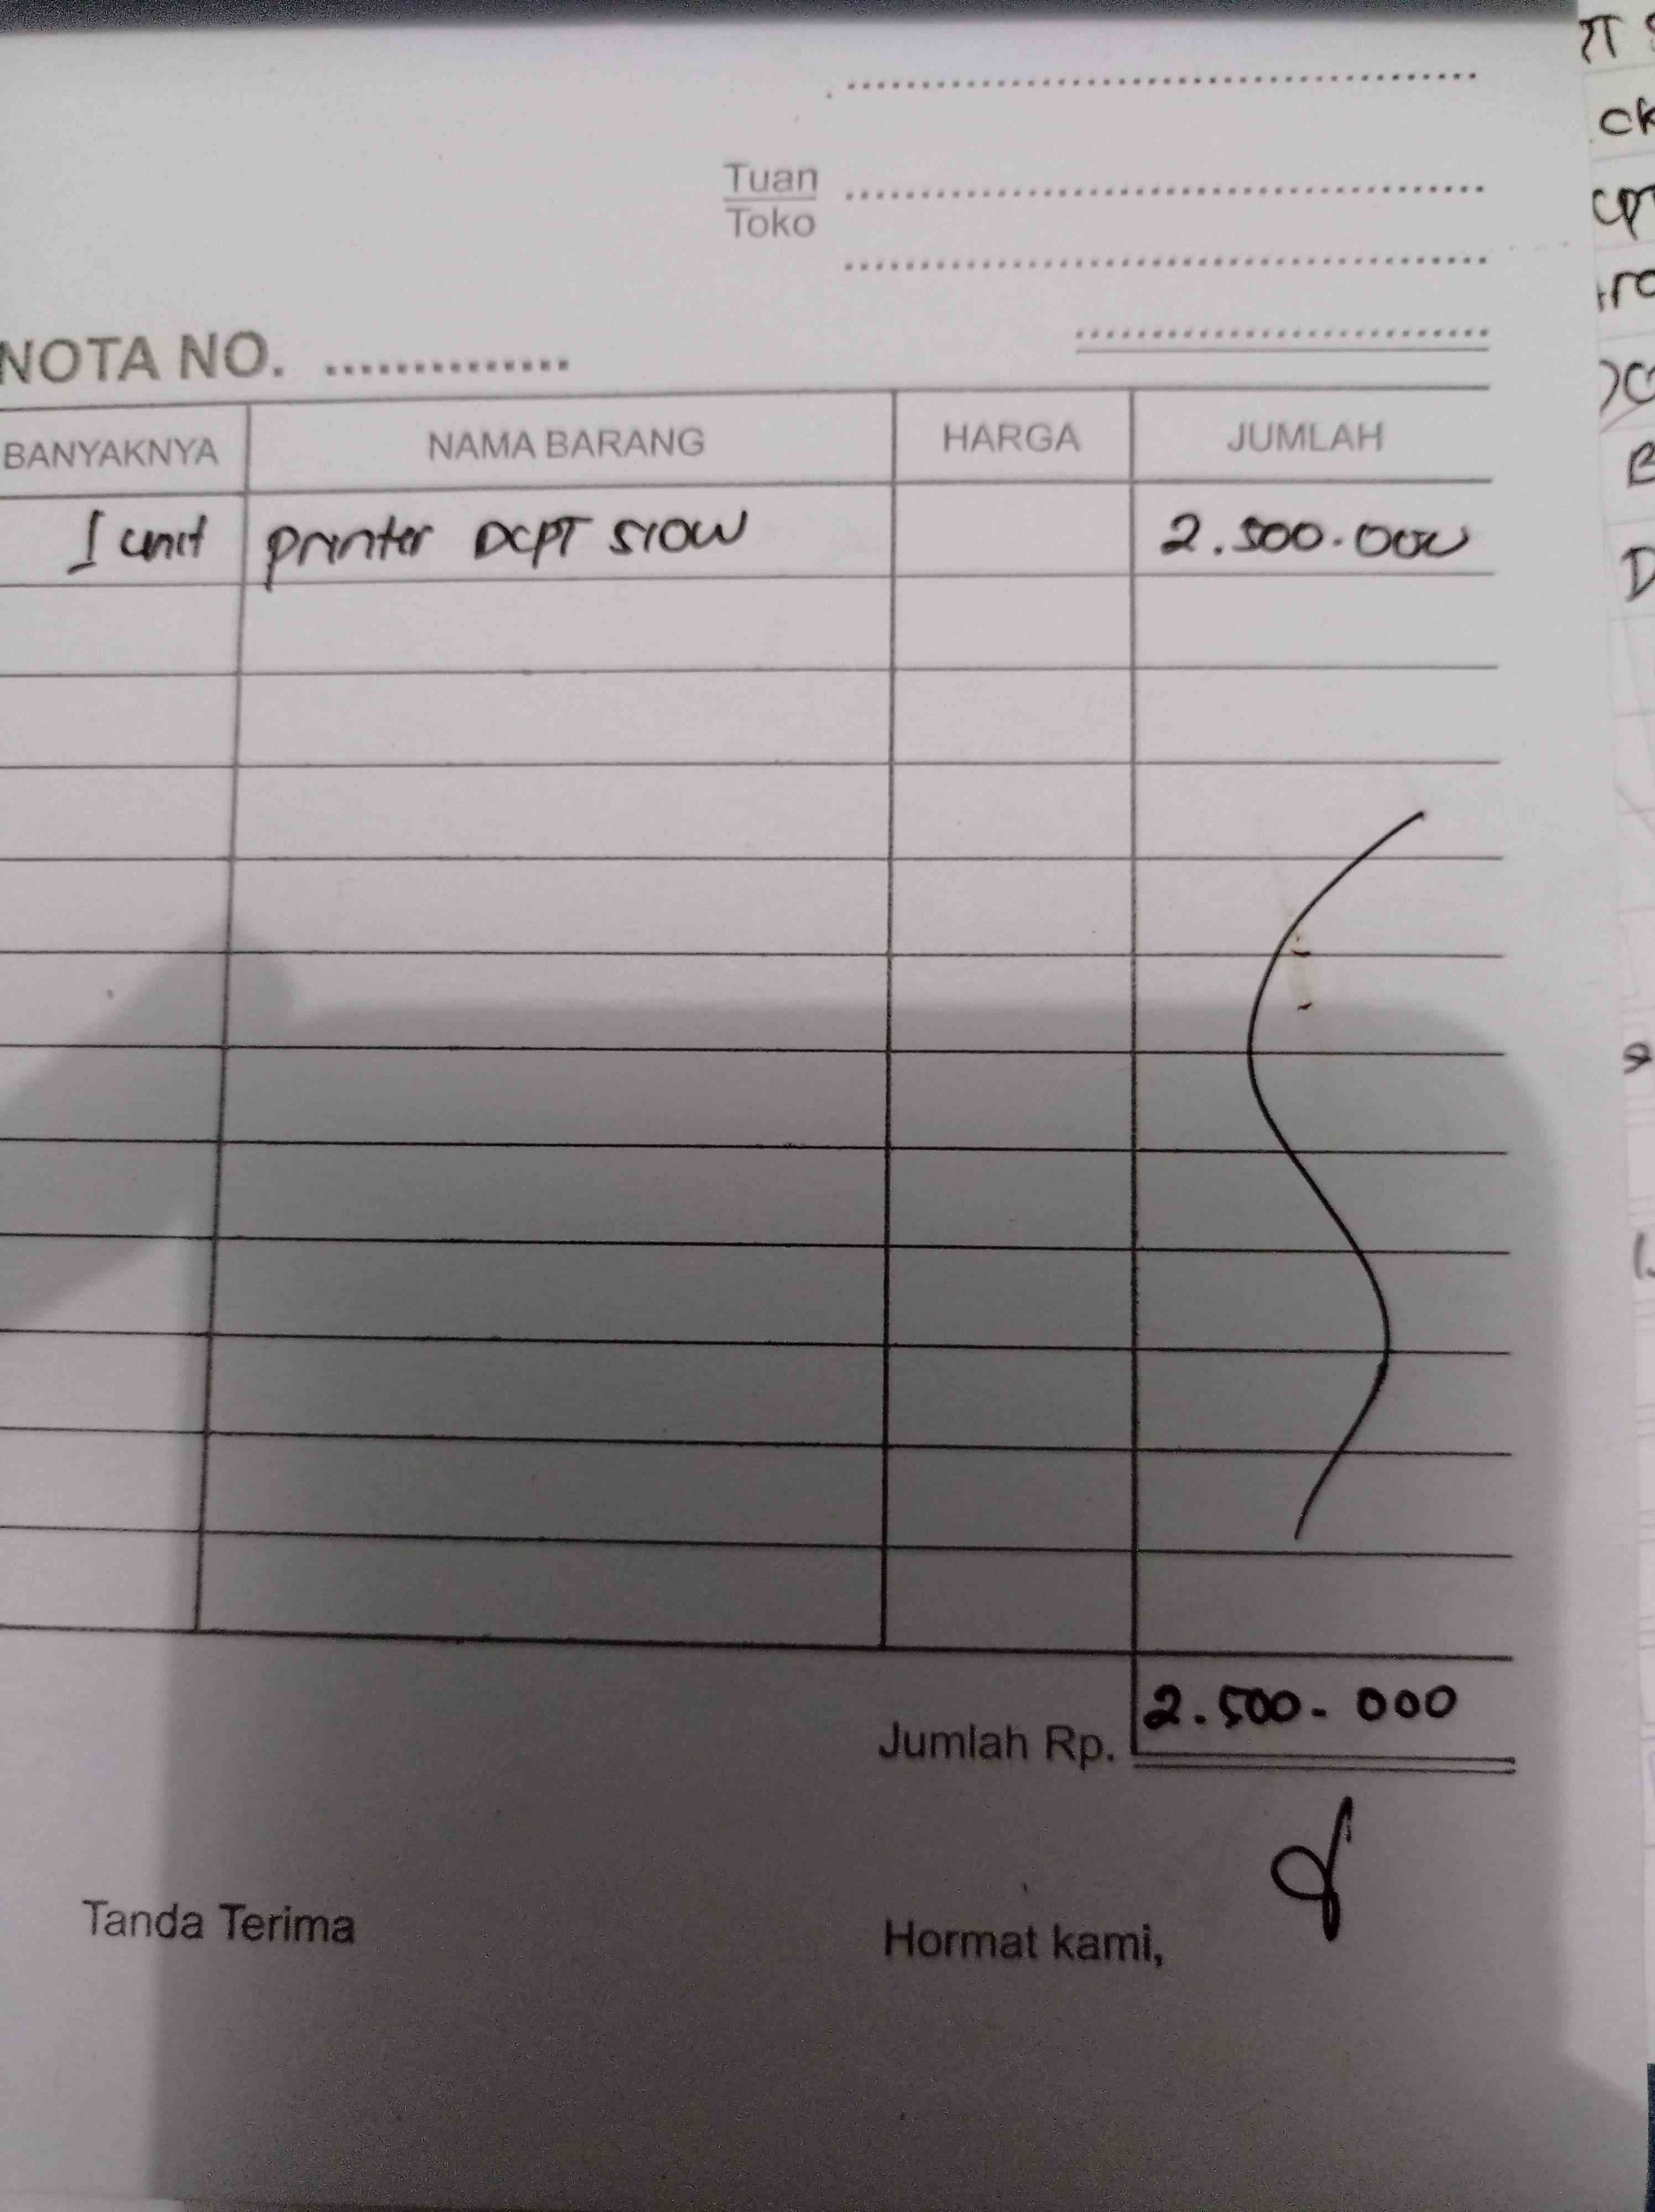 Tuan
Toko
NOTA NO.
BANYAKNYA NAMA BARANG HARGA JUMLAH
1 unit printer DCPT 510W 2.500.000
Jumlah Rp. 2.500.000
Tanda Terima Hormat kami,